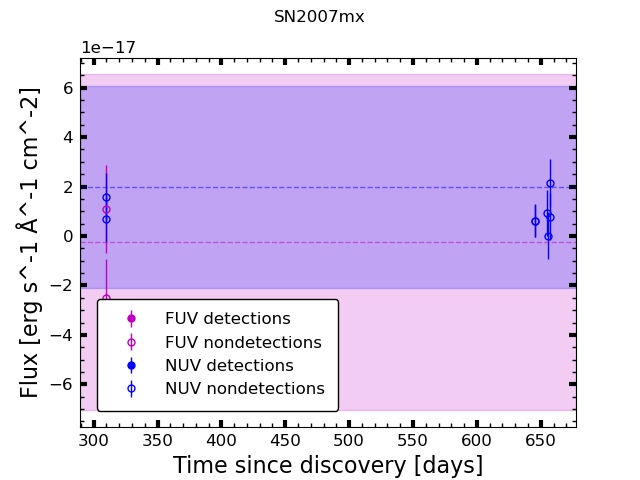 SN2007mx
1e−17
6
4
2
0
−2
−4
−6
Flux [erg s^-1 Å^-1 cm^-2]
FUV detections
FUV nondetections
NUV detections
NUV nondetections
300 350 400 450 500 550 600 650
Time since discovery [days]